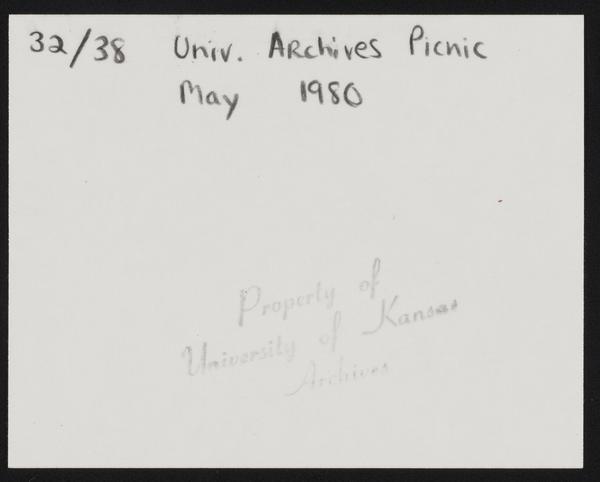 32/38 Univ. Archives Picnic
May 1980
Property of
University of Kansas
Archives